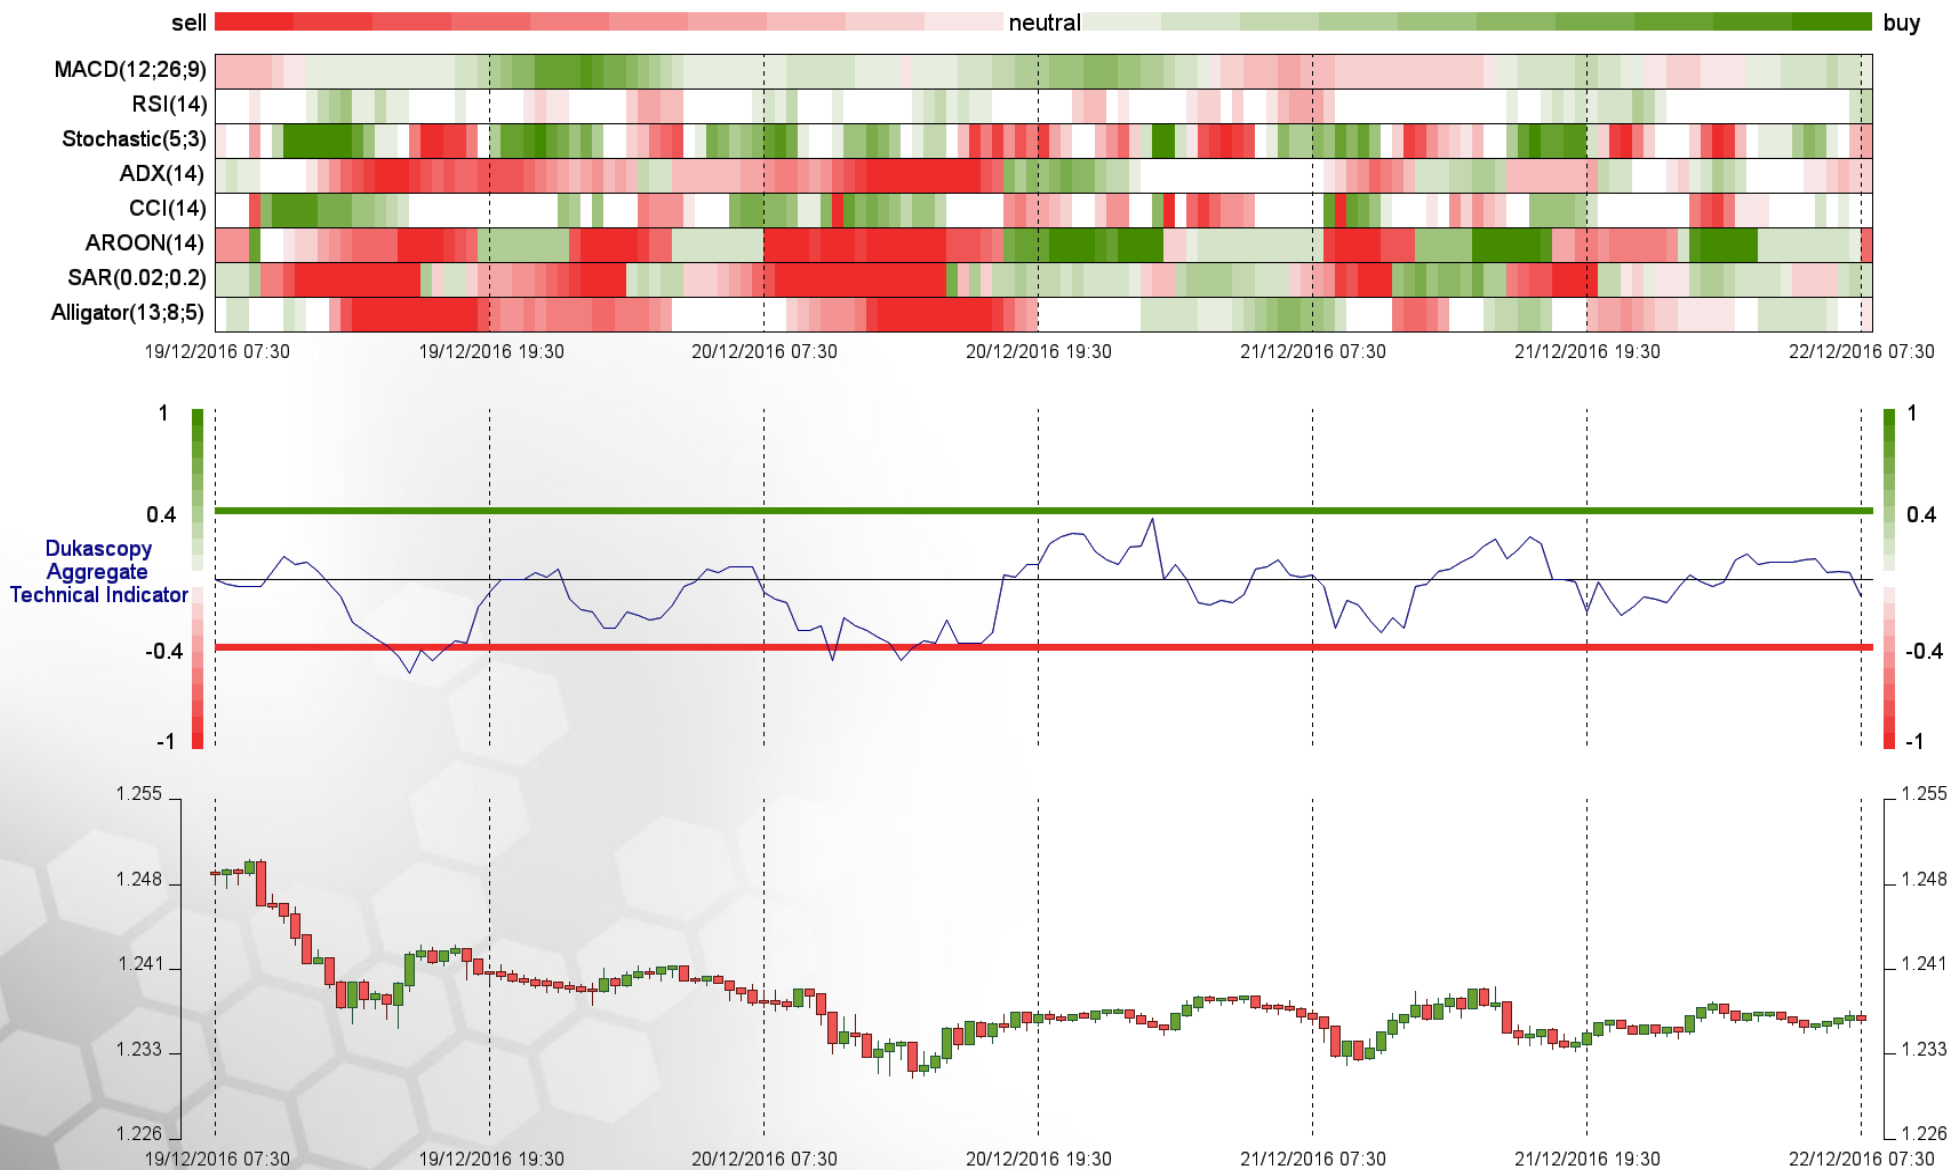 sell neutral buy
MACD(12;26;9)
RSI(14)
Stochastic(5;3)
ADX(14)
CCI(14)
AROON(14)
SAR(0.02;0.2)
Alligator(13;8;5)
19/12/2016 07:30 19/12/2016 19:30 20/12/2016 07:30 20/12/2016 19:30 21/12/2016 07:30 21/12/2016 19:30 22/12/2016 07:30
1 1
0.4 0.4
Dukascopy
Aggregate
Technical Indicator
-0.4 -0.4
-1 -1
1.255 1.255
1.248 1.248
1.241 1.241
1.233 1.233
1.226 1.226
19/12/2016 07:30 19/12/2016 19:30 20/12/2016 07:30 20/12/2016 19:30 21/12/2016 07:30 21/12/2016 19:30 22/12/2016 07:30